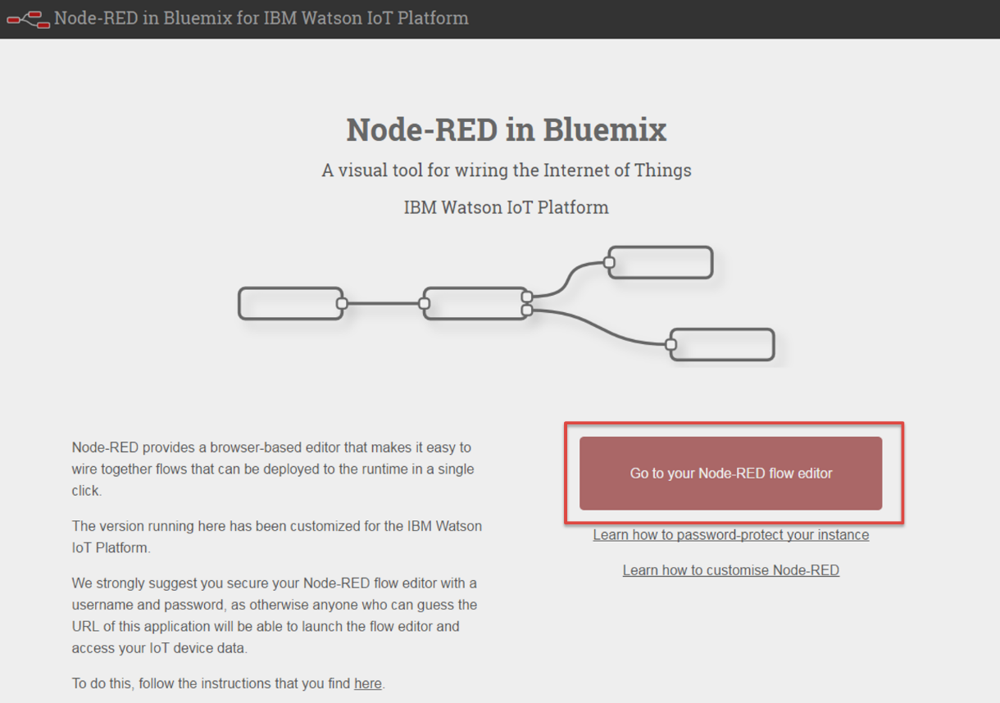 Node-RED in Bluemix for IBM Watson IoT Platform
Node-RED in Bluemix
A visual tool for wiring the Internet of Things
IBM Watson IoT Platform
Node-RED provides a browser-based editor that makes it easy to
wire together flows that can be deployed to the runtime in a single
click.
The version running here has been customized for the IBM Watson
IoT Platform.
We strongly suggest you secure your Node-RED flow editor with a
username and password, as otherwise anyone who can guess the
URL of this application will be able to launch the flow editor and
access your IoT device data.
To do this, follow the instructions that you find here.
Go to your Node-RED flow editor
Learn how to password-protect your instance
Learn how to customise Node-RED